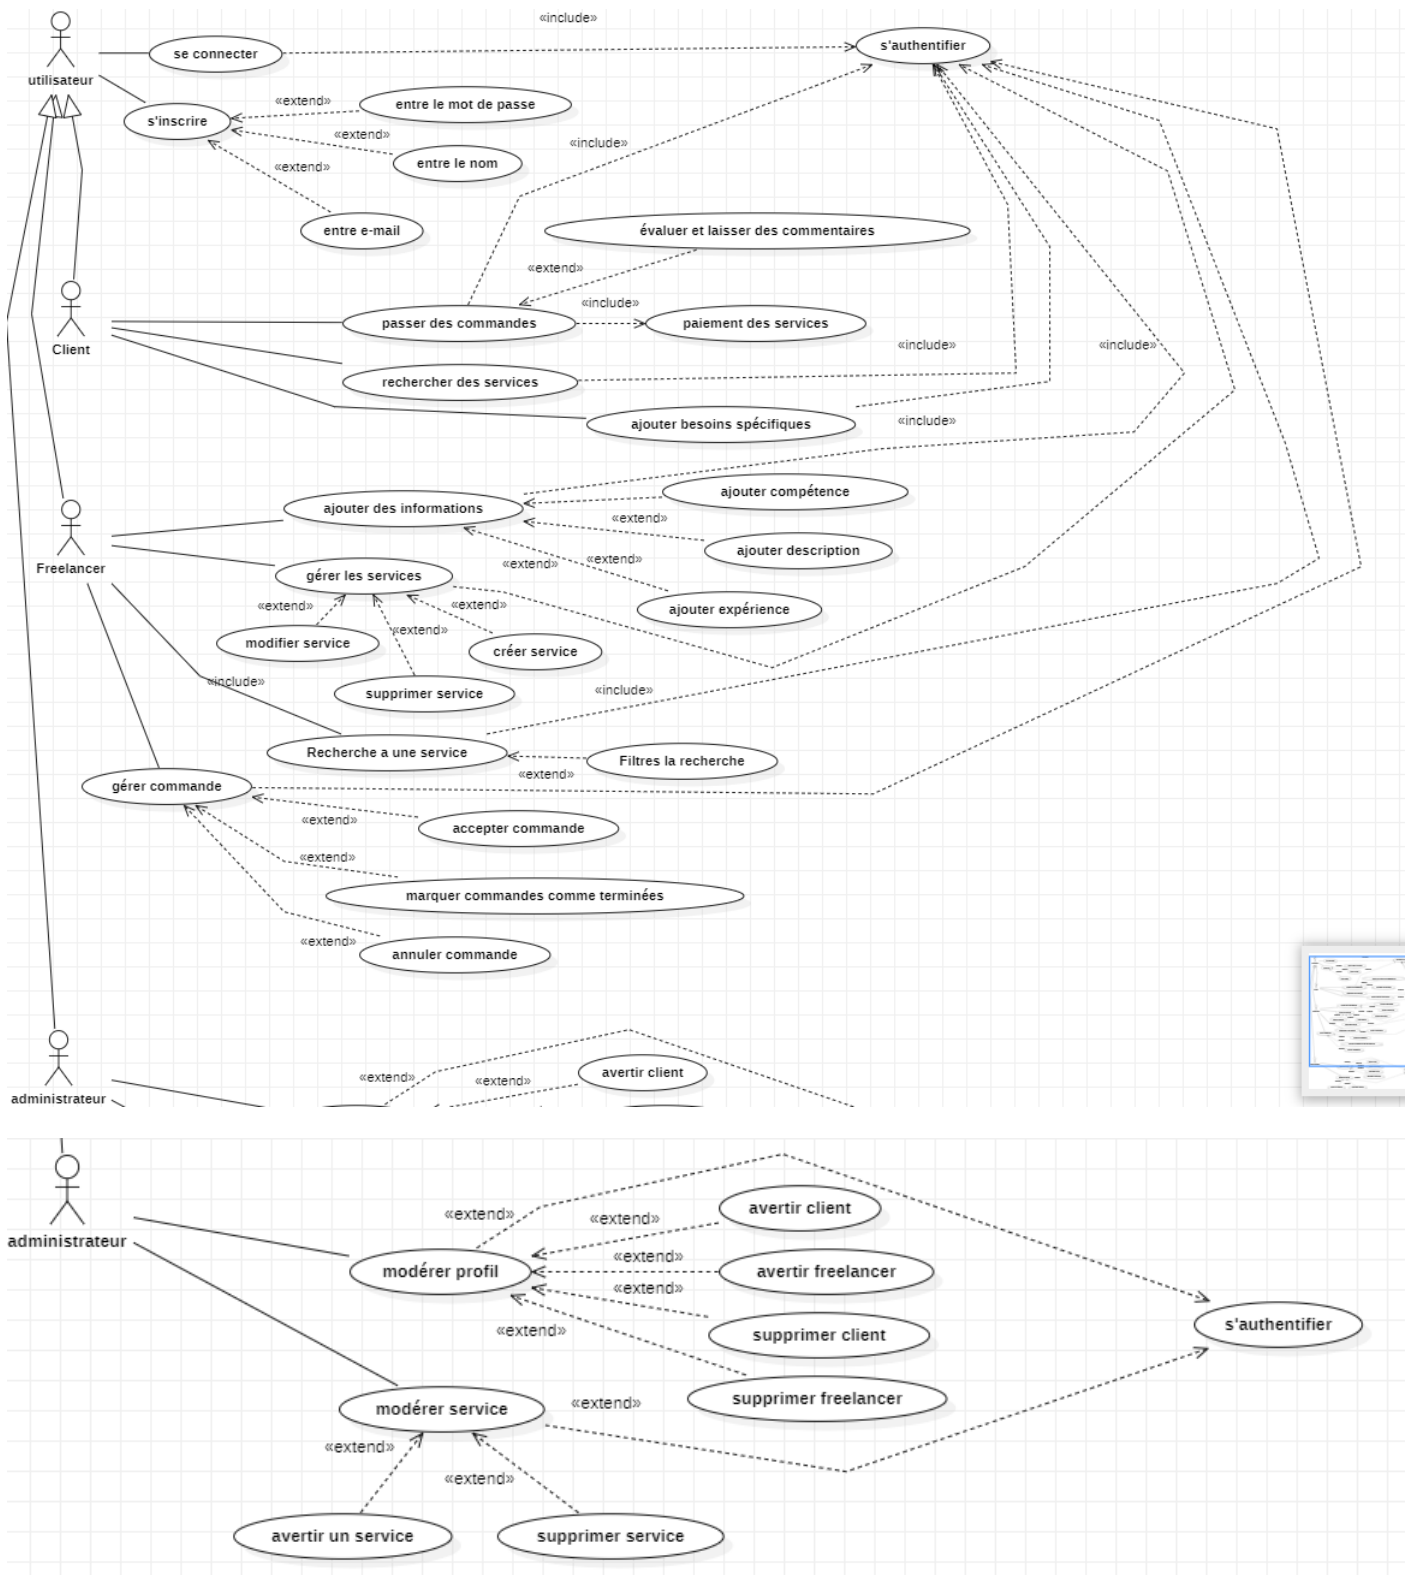 «include»
se connecter
s'authentifier
utilisateur
«extend»
entre le mot de passe
s'inscrire
«extend»
«include»
entre le nom
«extend»
entre e-mail
évaluer et laisser des commentaires
«extend»
«include»
passer des commandes
paiement des services
Client
«include»
«include»
rechercher des services
ajouter besoins spécifiques
«include»
ajouter compétence
ajouter des informations
«extend»
ajouter description
«extend»
«extend»
Freelancer
gérer les services
«extend»
«extend»
ajouter expérience
«extend»
modifier service
créer service
«include»
supprimer service
«include»
Recherche a une service
Filtres la recherche
«extend»
gérer commande
«extend»
accepter commande
«extend»
marquer commandes comme terminées
«extend»
annuler commande
avertir client
«extend»
«extend»
administrateur
avertir client
«extend»
«extend»
administrateur
«extend»
modérer profil
avertir freelancer
«extend»
s'authentifier
«extend»
supprimer client
supprimer freelancer
«extend»
modérer service
«extend»
«extend»
avertir un service
supprimer service